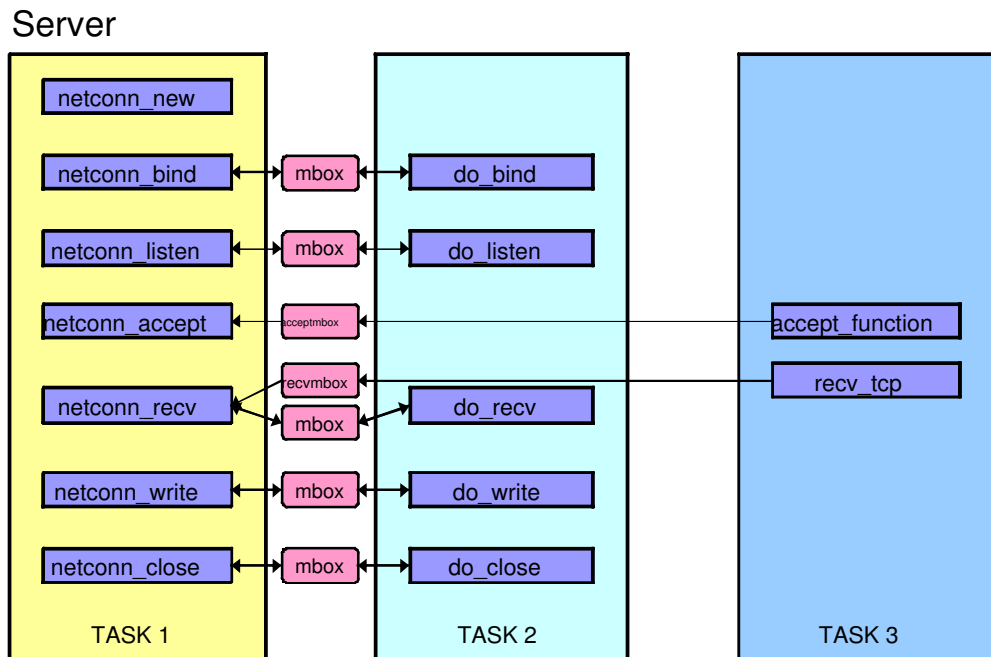 Server
netconn_new
netconn_bind mbox do_bind
netconn_listen mbox do_listen
netconn_accept acceptmbox accept_function
recvmbox recv_tcp
netconn_recv do_recv
mbox
netconn_write mbox do_write
netconn_close mbox do_close
TASK 1 TASK 2 TASK 3